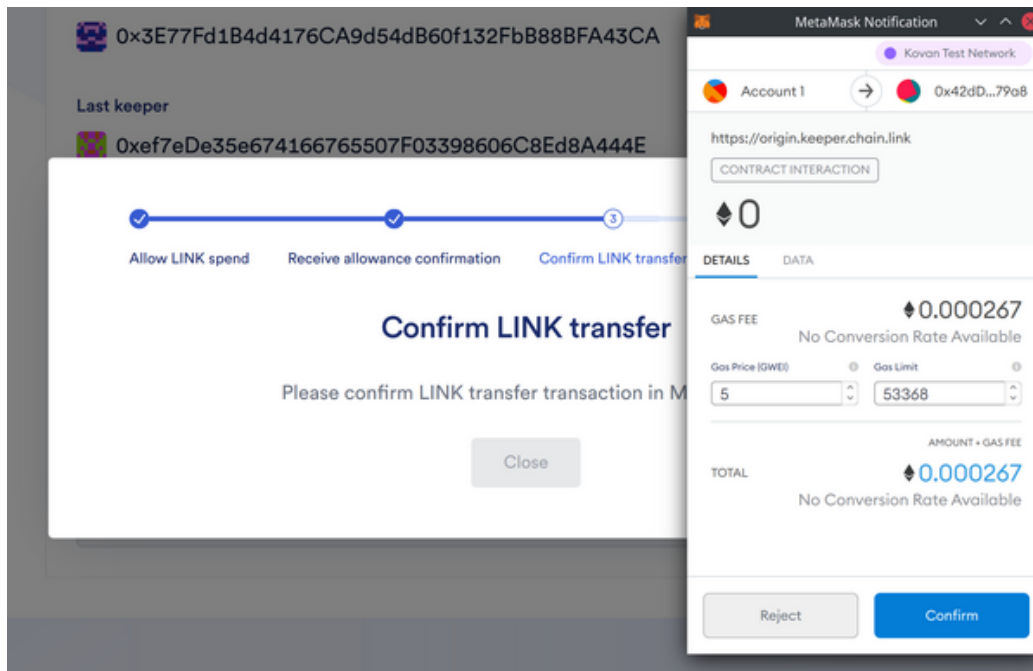 0x3E77Fd1B4d4176CA9d54dB60f132FbB88BFA43CA
Last keeper
0xef7eDe35e674166765507F03398606C8Ed8A444E
3
Allow LINK spend
Receive allowance confirmation
Confirm LINK transfer
Confirm LINK transfer
Please confirm LINK transfer transaction in M
Close
MetaMask Notification
Kovan Test Network
Account 1
0x42dD...79a8
https://origin.keeper.chain.link
CONTRACT INTERACTION
0
DETAILS DATA
GAS FEE 0.000267
No Conversion Rate Available
Gas Price (GWEI) Gas Limit
5 53368
AMOUNT + GAS FEE
TOTAL 0.000267
No Conversion Rate Available
Reject Confirm